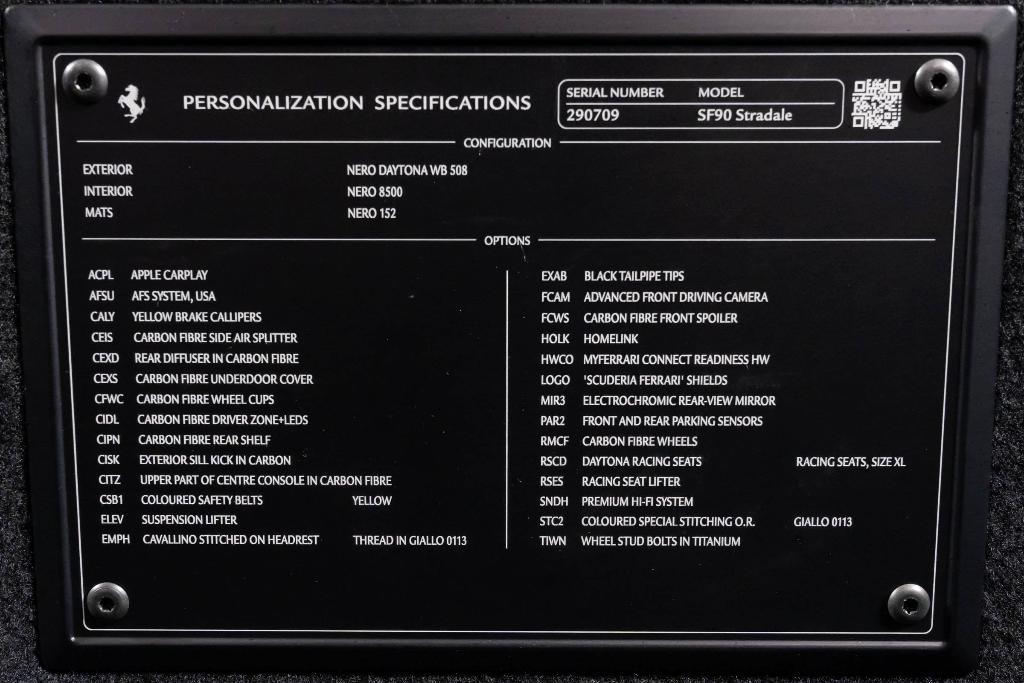 PERSONALIZATION SPECIFICATIONS
SERIAL NUMBER MODEL
290709 SF90 Stradale
CONFIGURATION
EXTERIOR NERO DAYTONA WB 508
INTERIOR NERO 8500
MATS NERO 152
OPTIONS
ACPL APPLE CARPLAY
AFSU AFS SYSTEM, USA
CALY YELLOW BRAKE CALLIPERS
CEIS CARBON FIBRE SIDE AIR SPLITTER
CEXD REAR DIFFUSER IN CARBON FIBRE
CEXS CARBON FIBRE UNDERDOOR COVER
CFWC CARBON FIBRE WHEEL CUPS
CIDL CARBON FIBRE DRIVER ZONE+LEDS
CIPN CARBON FIBRE REAR SHELF
CISK EXTERIOR SILL KICK IN CARBON
CITZ UPPER PART OF CENTRE CONSOLE IN CARBON FIBRE
CSB1 COLOURED SAFETY BELTS YELLOW
ELEV SUSPENSION LIFTER
EMPH CAVALLINO STITCHED ON HEADREST THREAD IN GIALLO 0113
EXAB BLACK TAILPIPE TIPS
FCAM ADVANCED FRONT DRIVING CAMERA
FCWS CARBON FIBRE FRONT SPOILER
HOLK HOMELINK
HWCO MYFERRARI CONNECT READINESS HW
LOGO 'SCUDERIA FERRARI' SHIELDS
MIR3 ELECTROCHROMIC REAR-VIEW MIRROR
PAR2 FRONT AND REAR PARKING SENSORS
RMCF CARBON FIBRE WHEELS
RSCD DAYTONA RACING SEATS RACING SEATS, SIZE XL
RSES RACING SEAT LIFTER
SNDH PREMIUM HI-FI SYSTEM
STC2 COLOURED SPECIAL STITCHING O.R. GIALLO 0113
TIWN WHEEL STUD BOLTS IN TITANIUM